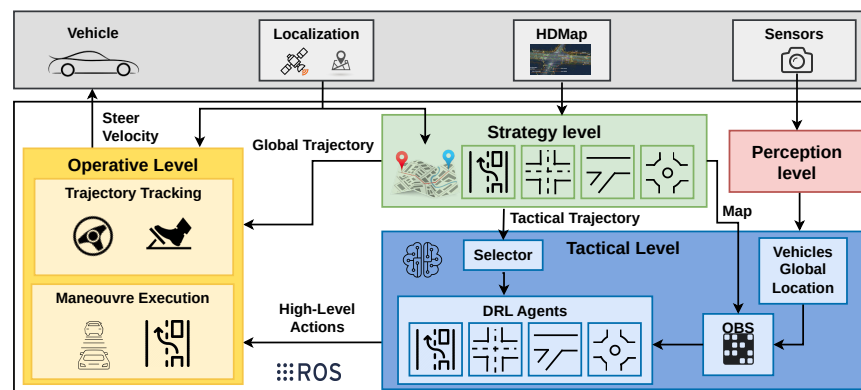 Vehicle
Localization
HDMap
Sensors
Steer
Velocity
Global Trajectory
Strategy level
Perception
level
Operative Level
Trajectory Tracking
Tactical Trajectory
Map
Selector
Tactical Level
Vehicles
Global
Location
Maneouvre Execution
High-Level
Actions
DRL Agents
OBS
ROS